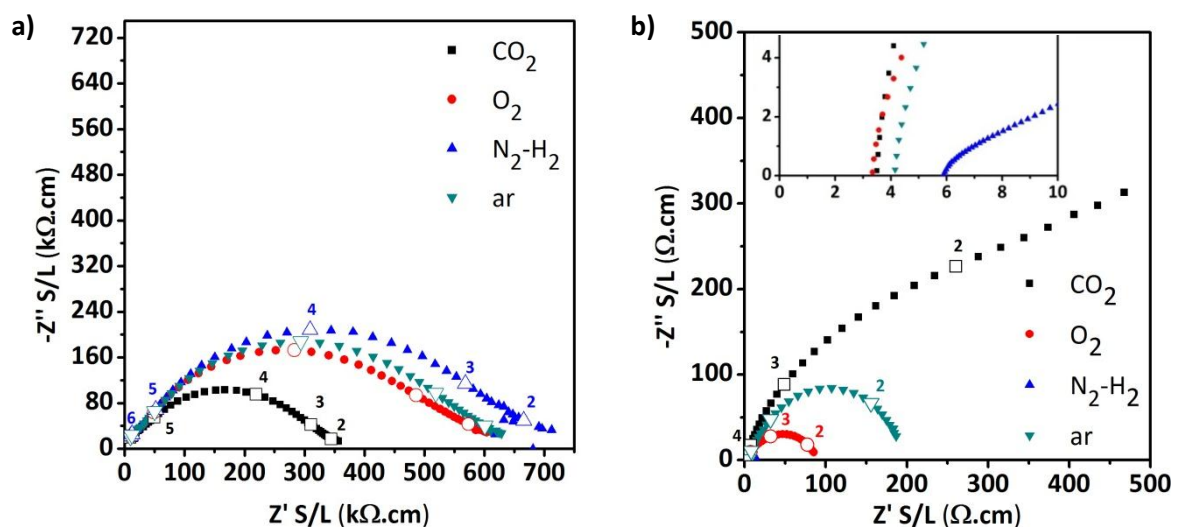 a)
720
640
560
480
400
320
240
160
80
0
-Z'' S/L (kΩ.cm)
CO2
O2
N2-H2
ar
4
3
2
5
6
4
3
2
5
0 100 200 300 400 500 600 700
Z' S/L (kΩ.cm)
b)
500
400
300
200
100
0
-Z'' S/L (Ω.cm)
4
2
0
0 2 4 6 8 10
2
3
4
2
3
2
CO2
O2
N2-H2
ar
0 100 200 300 400 500
Z' S/L (Ω.cm)